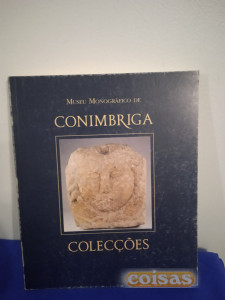 Museu Monográfico de
CONIMBRIGA
COLECÇÕES
coisas